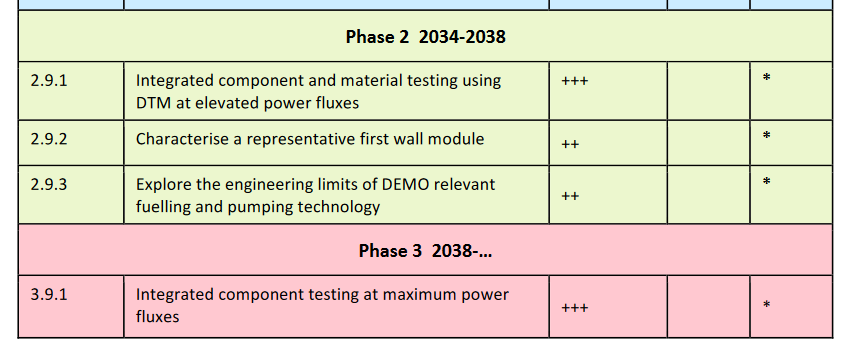 Phase 2 2034-2038
2.9.1 Integrated component and material testing using +++ *
DTM at elevated power fluxes
2.9.2 Characterise a representative first wall module ++ *
2.9.3 Explore the engineering limits of DEMO relevant ++ *
fuelling and pumping technology
Phase 3 2038-...
3.9.1 Integrated component testing at maximum power +++ *
fluxes